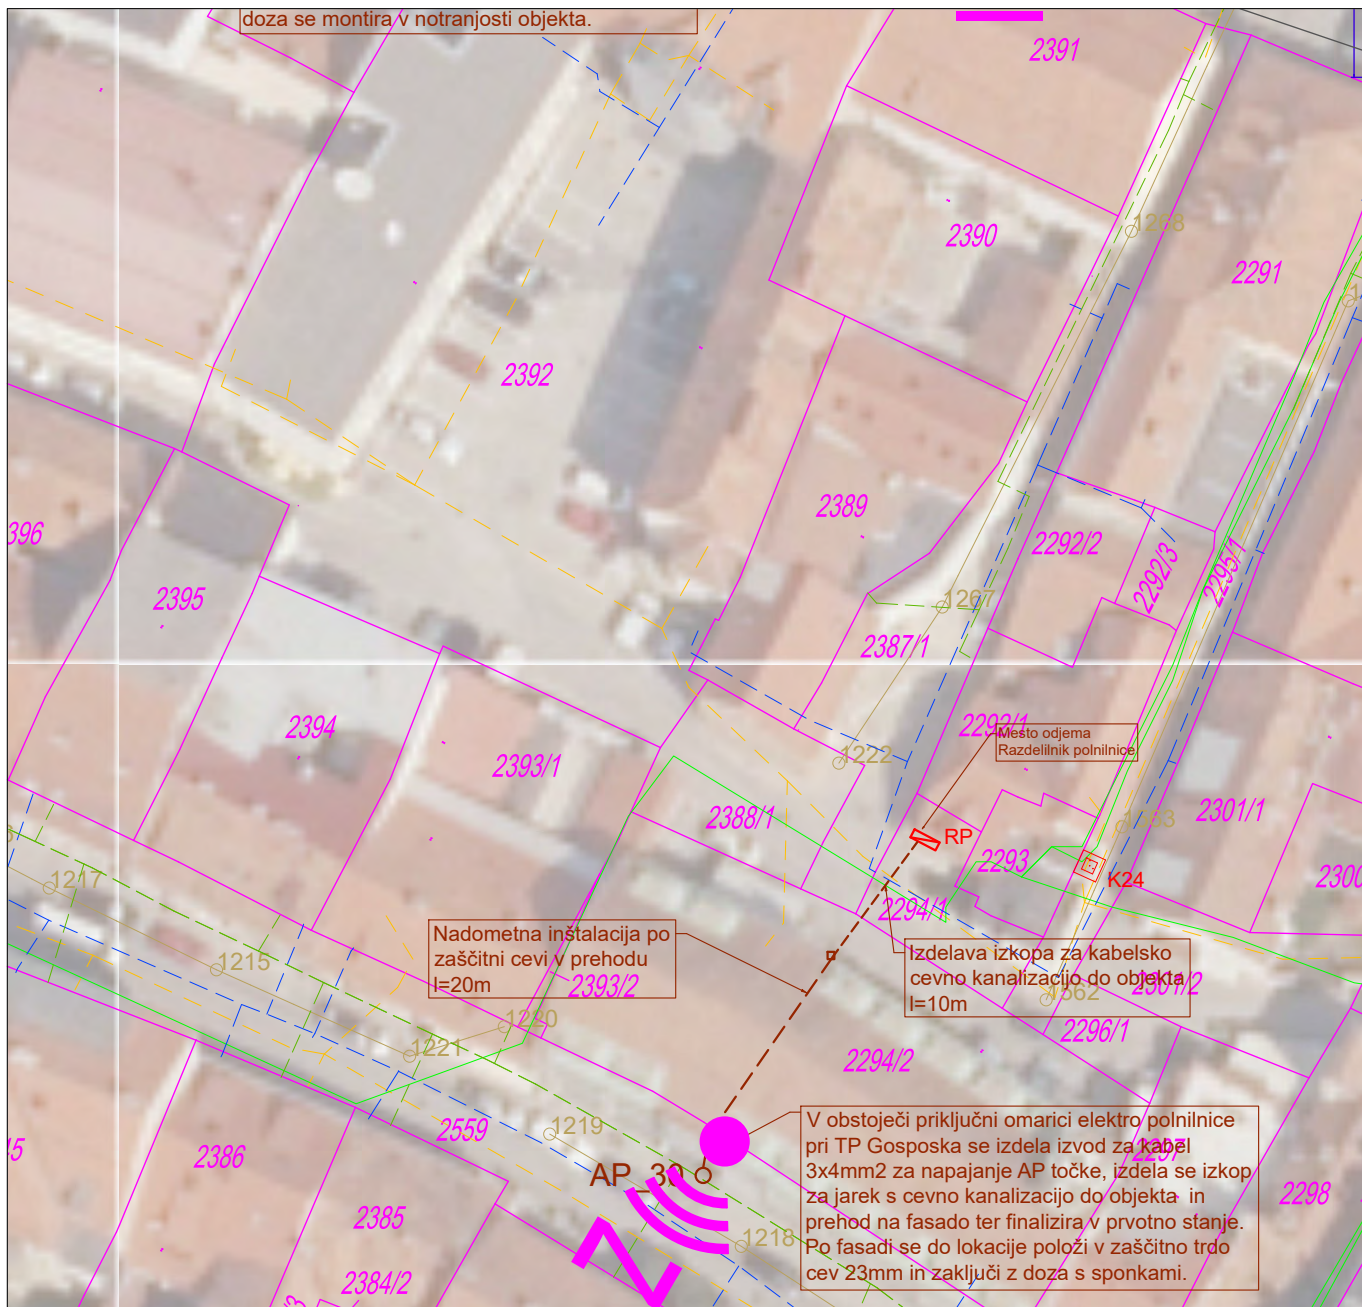 doza se montira v notranjosti objekta.
2391
1268
2390
2291
2392
2389
396
2292/2
2292/3
2295/1
2395
1267
2387/1
2394
2292/1
Mesto odjema
Razdelilnik polnilnice
2393/1
1222
2388/1
RP
2301/1
2293
K24
2300
1217
2294/1
Nadometna inštalacija po
zaščitni cevi v prehodu
l=20m
Izdelava izkopa za kabelsko
cevno kanalizacijo do objekta
l=10m
1215
2393/2
2301/2
1562
1220
2296/1
1221
2294/2
2559
1219
V obstoječi priključni omarici elektro polnilnice
pri TP Gosposka se izdela izvod za kabel
3x4mm2 za napajanje AP točke, izdela se izkop
za jarek s cevno kanalizacijo do objekta in
prehod na fasado ter finalizira v prvotno stanje.
Po fasadi se do lokacije položi v zaščitno trdo
cev 23mm in zaključi z doza s sponkami.
2297
45
2386
AP_30
2298
2385
1218
2384/2